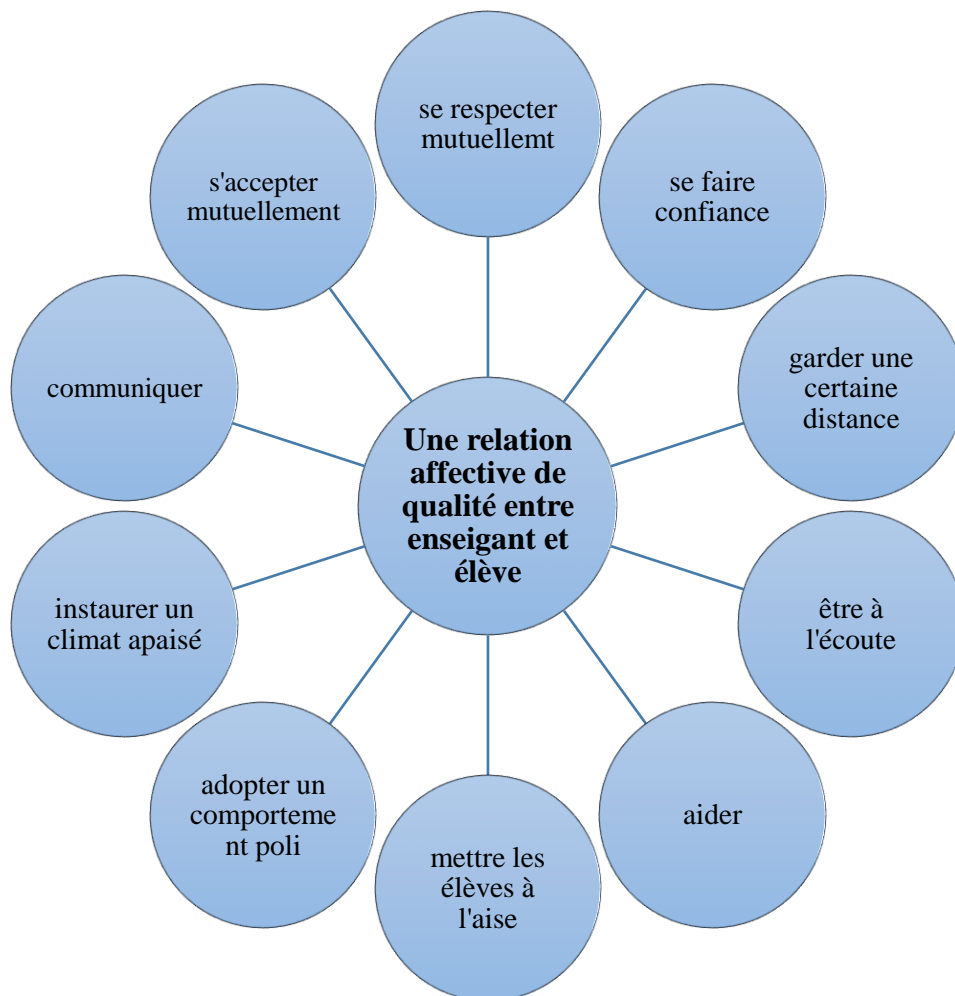 se respecter
mutuellemt
se faire
confiance
garder une
certaine
distance
être à
l'écoute
aider
mettre les
élèves à
l'aise
adopter un
comporteme
nt poli
instaurer un
climat apaisé
communiquer
s'accepter
mutuellement
Une relation
affective de
qualité entre
enseigant et
élève